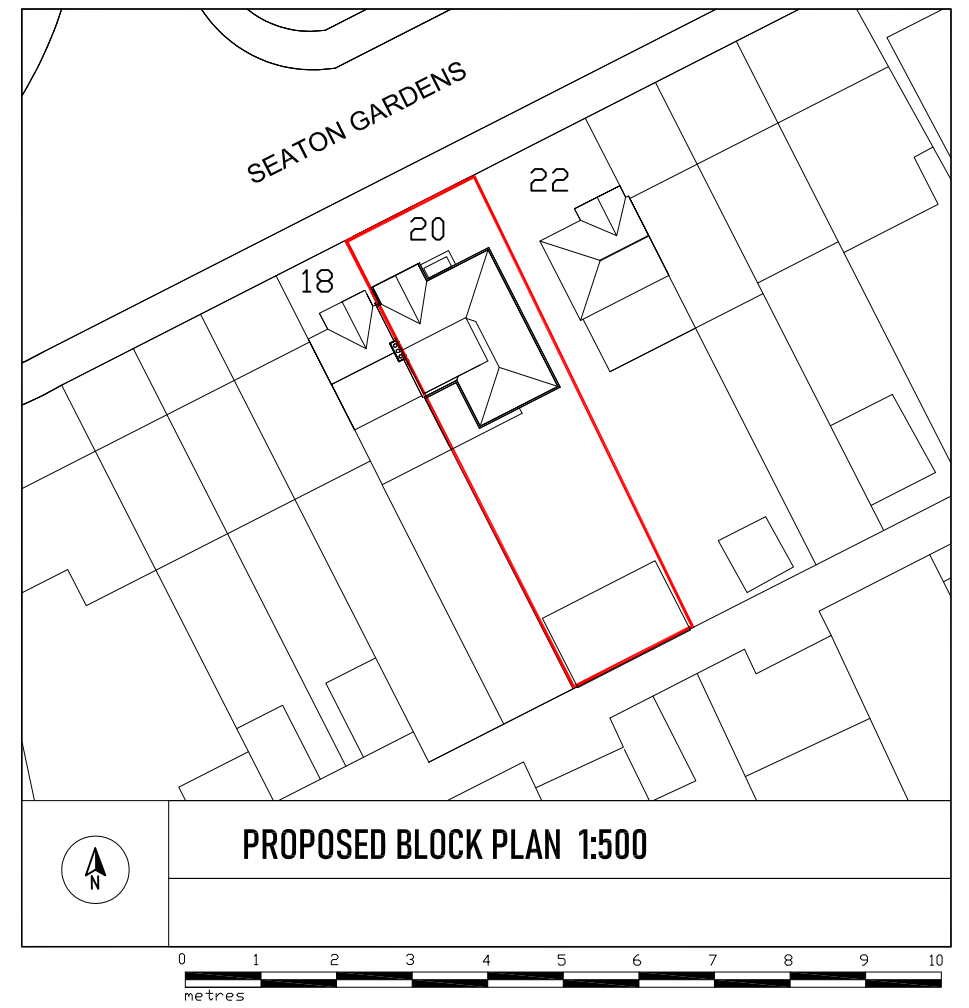 SEATON GARDENS
22
20
18
PROPOSED BLOCK PLAN 1:500
N
0 1 2 3 4 5 6 7 8 9 10
metres